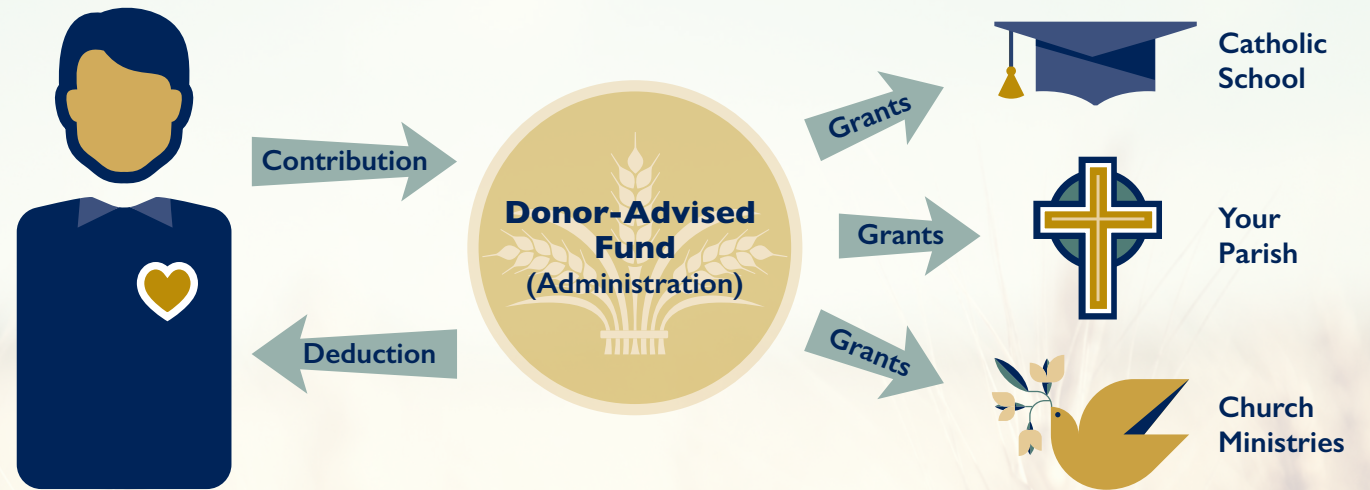 Contribution
Deduction
Donor-Advised
Fund
(Administration)
Grants
Grants
Grants
Catholic
School
Your
Parish
Church
Ministries